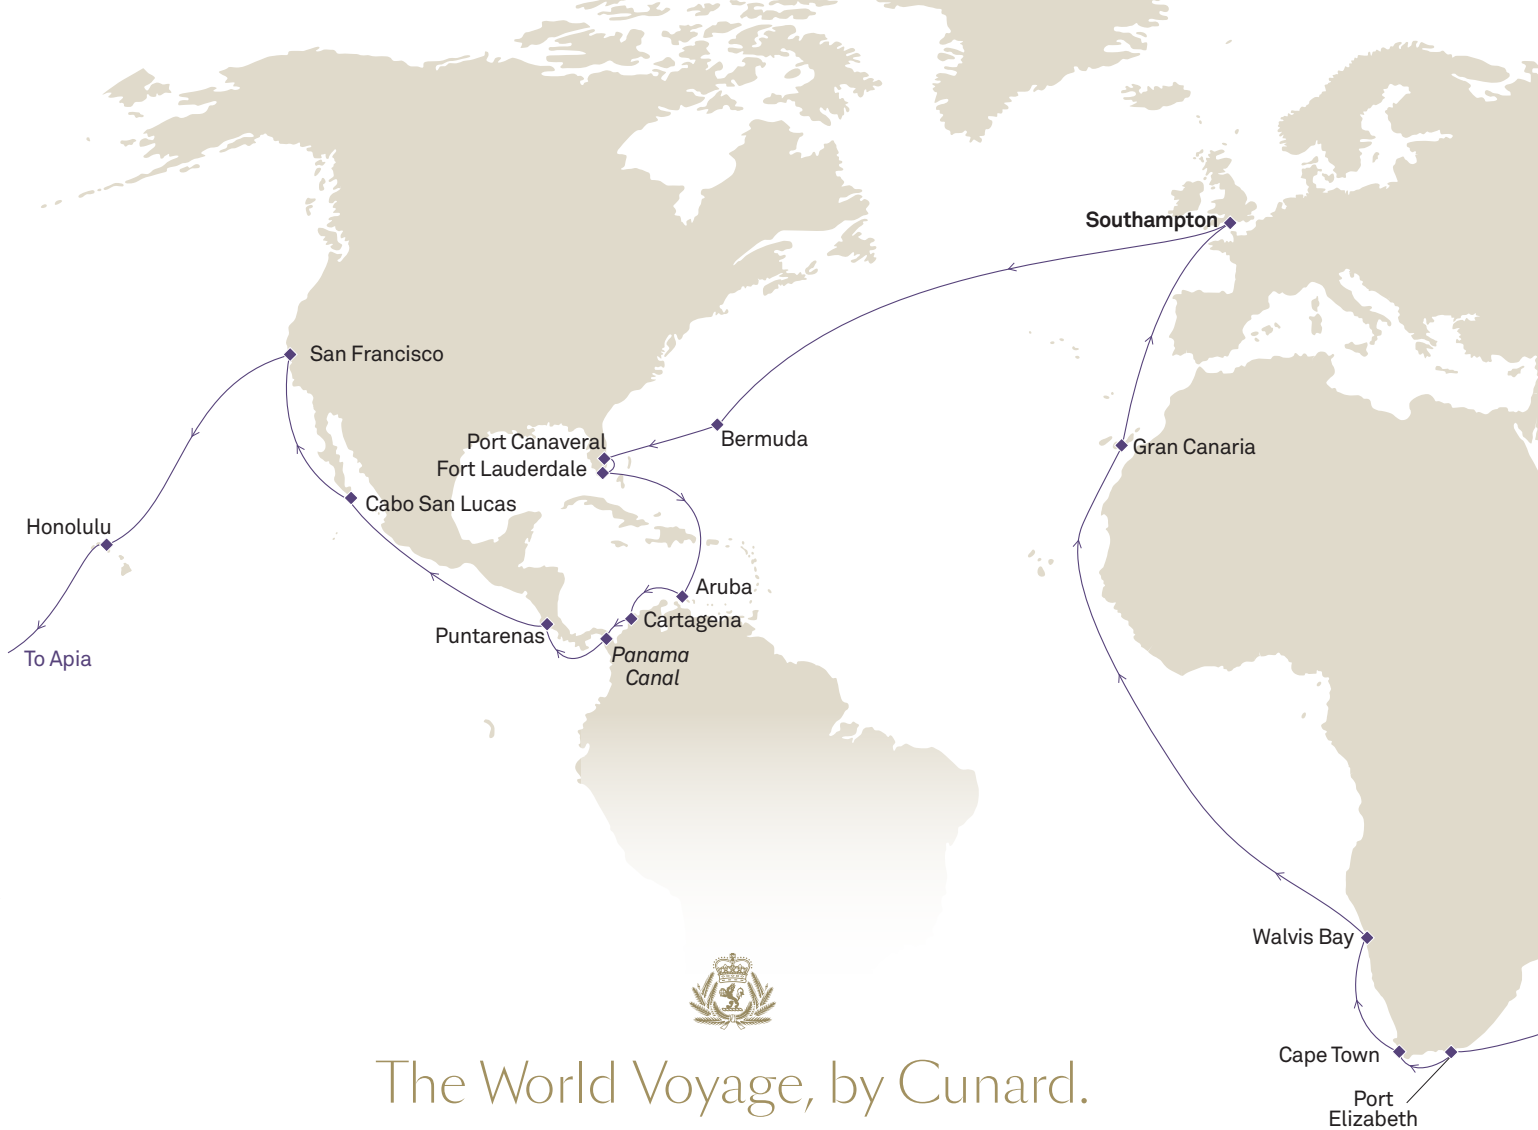 Southampton
San Francisco
Port Canaveral
Bermuda
Gran Canaria
Fort Lauderdale
Cabo San Lucas
Honolulu
Aruba
Cartagena
Puntarenas
Panama
Canal
To Apia
Walvis Bay
Cape Town
Port
Elizabeth
The World Voyage, by Cunard.